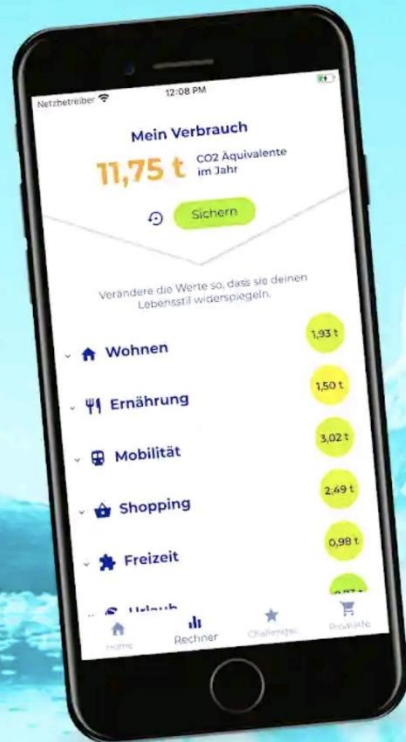 Netzbetreiber 12:08 PM
Mein Verbrauch
11,75 t CO2 Äquivalente
im Jahr
Sichern
Verändere die Werte so, dass sie deinen
Lebensstil widerspiegeln.
Wohnen 1,93 t
Ernährung 1,50 t
Mobilität 3,02 t
Shopping 2,49 t
Freizeit 0,98 t
Urlaub
Home Rechner Challenges Produkte